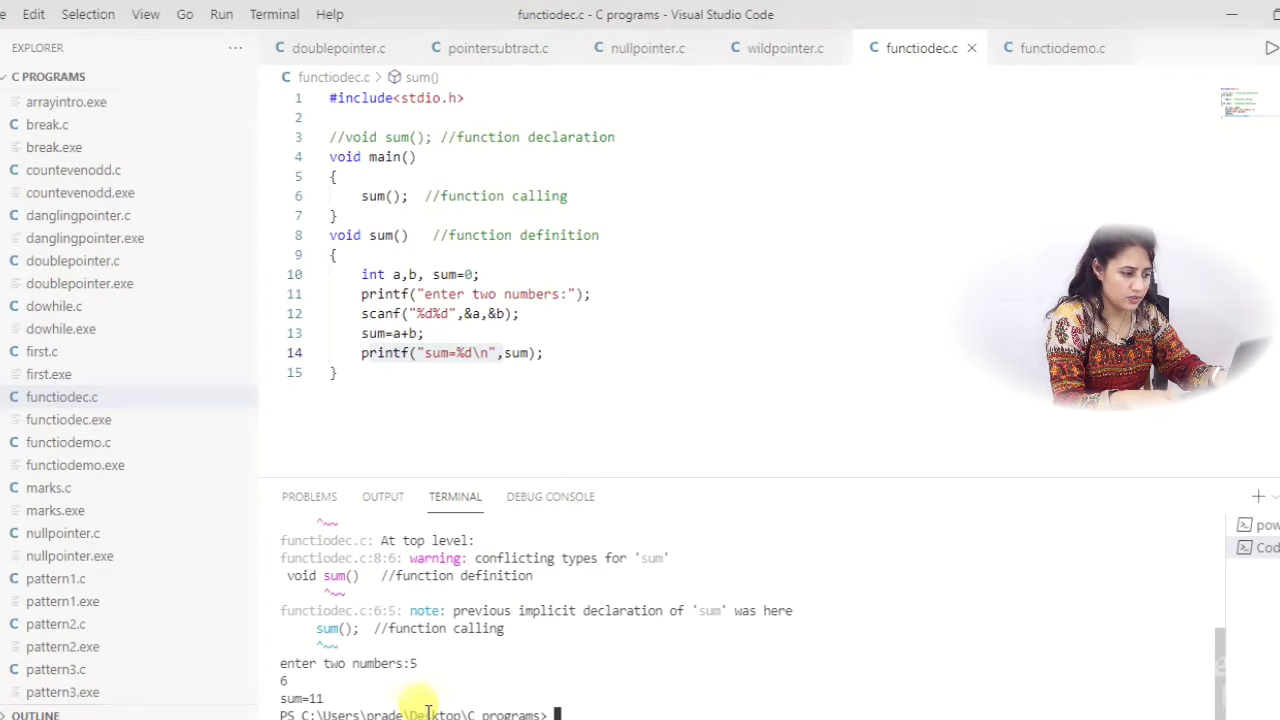 Edit Selection View Go Run Terminal Help functiodec.c - C programs - Visual Studio Code
EXPLORER
C PROGRAMS
arrayintro.exe
break.c
break.exe
countevenodd.c
countevenodd.exe
danglingpointer.c
danglingpointer.exe
doublepointer.c
doublepointer.exe
dowhile.c
dowhile.exe
first.c
first.exe
functiodec.c
functiodec.exe
functiodemo.c
functiodemo.exe
marks.c
marks.exe
nullpointer.c
nullpointer.exe
pattern1.c
pattern1.exe
pattern2.c
pattern2.exe
pattern3.c
pattern3.exe
OUTLINE
doublepointer.c pointersubtract.c nullpointer.c wildpointer.c functiodec.c functiodemo.c
functiodec.c > sum()
1 #include<stdio.h>
2
3 //void sum(); //function declaration
4 void main()
5 {
6 sum(); //function calling
7 }
8 void sum() //function definition
9 {
10 int a,b, sum=0;
11 printf("enter two numbers:");
12 scanf("%d%d",&a,&b);
13 sum=a+b;
14 printf("sum=%d\n",sum);
15 }
PROBLEMS OUTPUT TERMINAL DEBUG CONSOLE
^~~
functiodec.c: At top level:
functiodec.c:8:6: warning: conflicting types for 'sum'
void sum() //function definition
^~~
functiodec.c:6:5: note: previous implicit declaration of 'sum' was here
sum(); //function calling
^~~
enter two numbers:5
6
sum=11
PS C:\Users\prade\Desktop\C programs>